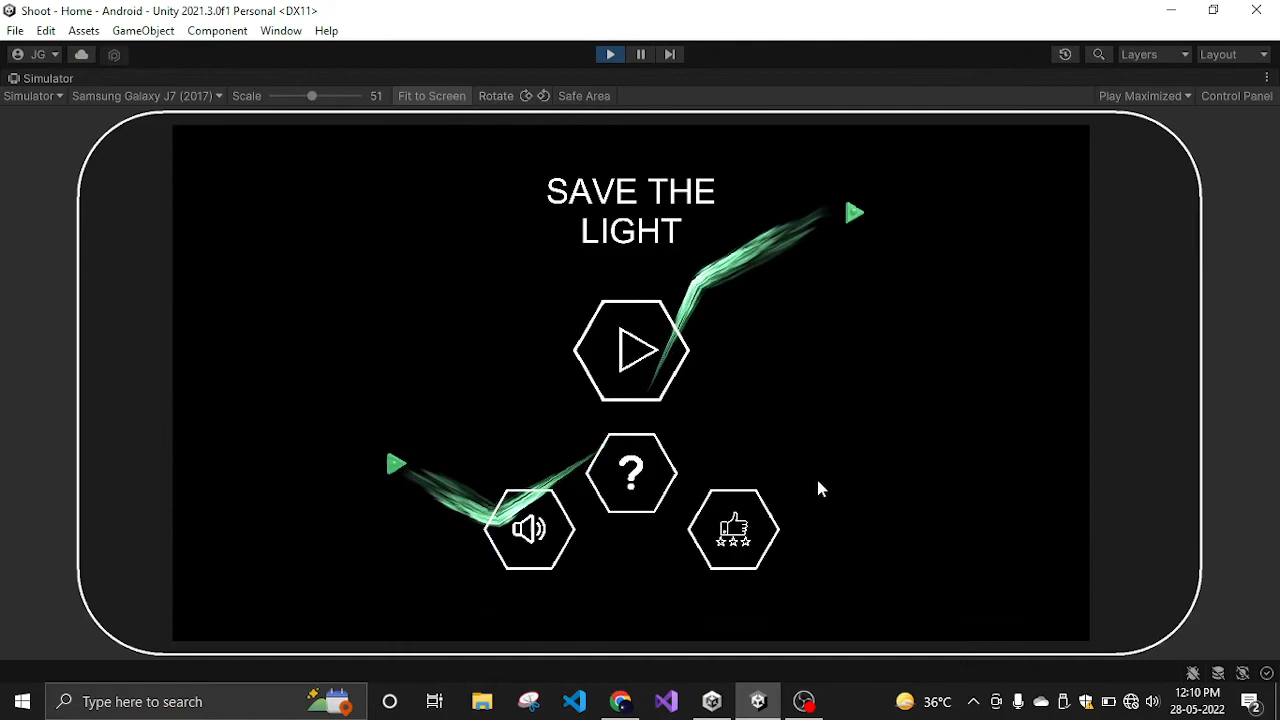 Shoot - Home - Android - Unity 2021.3.0f1 Personal <DX11>
File Edit Assets GameObject Component Window Help
JG Layers Layout
Simulator
Simulator Samsung Galaxy J7 (2017) Scale 51 Fit to Screen Rotate Safe Area Play Maximized Control Panel
SAVE THE
LIGHT
?
Type here to search 36°C 12:10 PM
28-05-2022 2